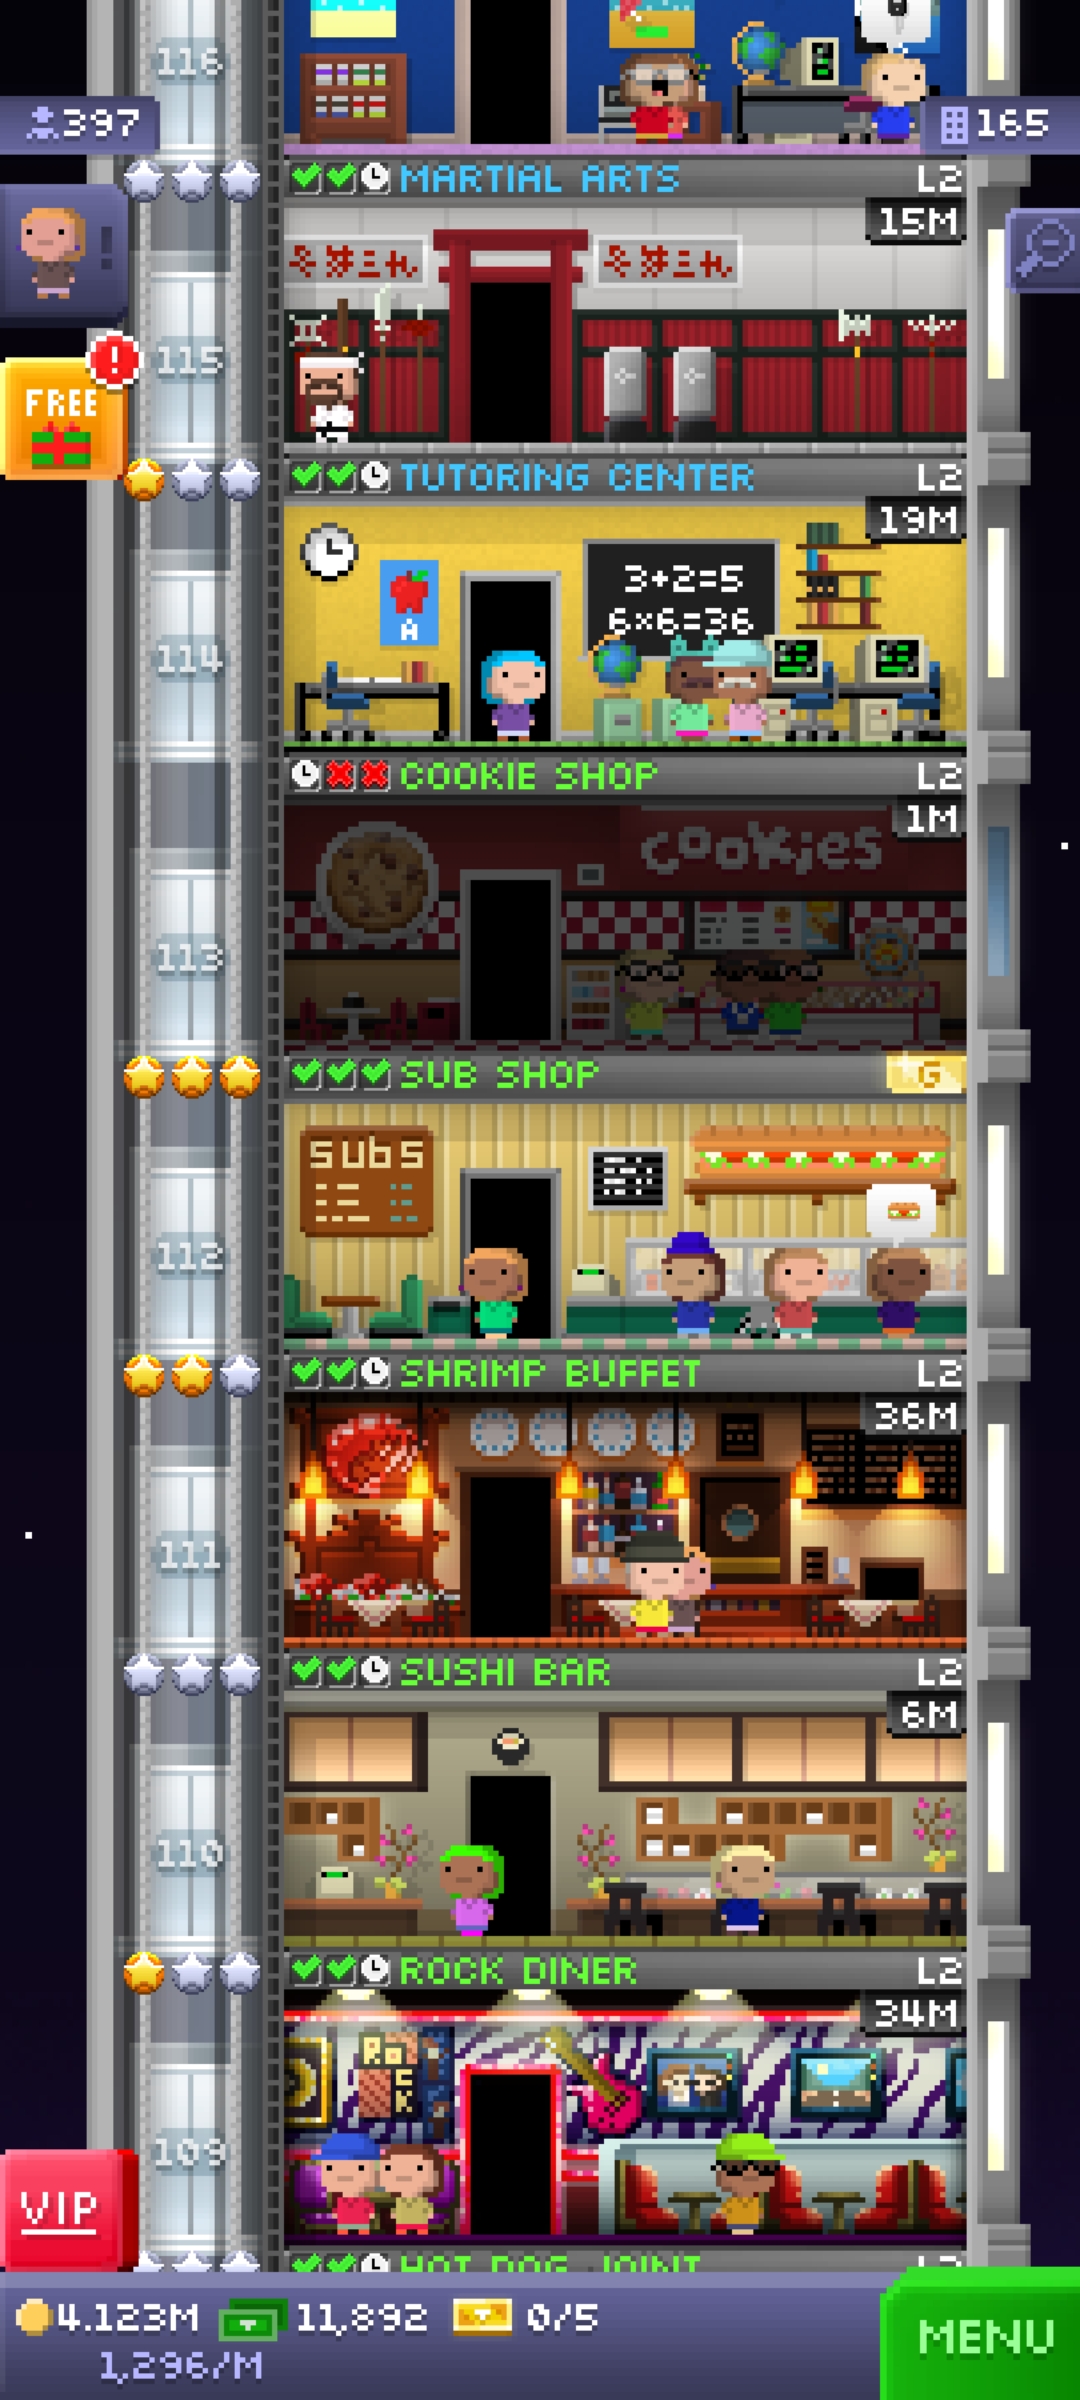 116
397
165
MARTIAL ARTS
L2
15M
115
!
FREE
TUTORING CENTER
L2
19M
3+2=5
6×6=36
A
114
COOKIE SHOP
L2
1M
cookies
113
SUB SHOP
G
subs
112
SHRIMP BUFFET
L2
36M
111
SUSHI BAR
L2
6M
110
ROCK DINER
L2
34M
ROCK
109
VIP
HOT DOG JOINT
L2
4.123M
11,892
0/5
1,296/M
MENU